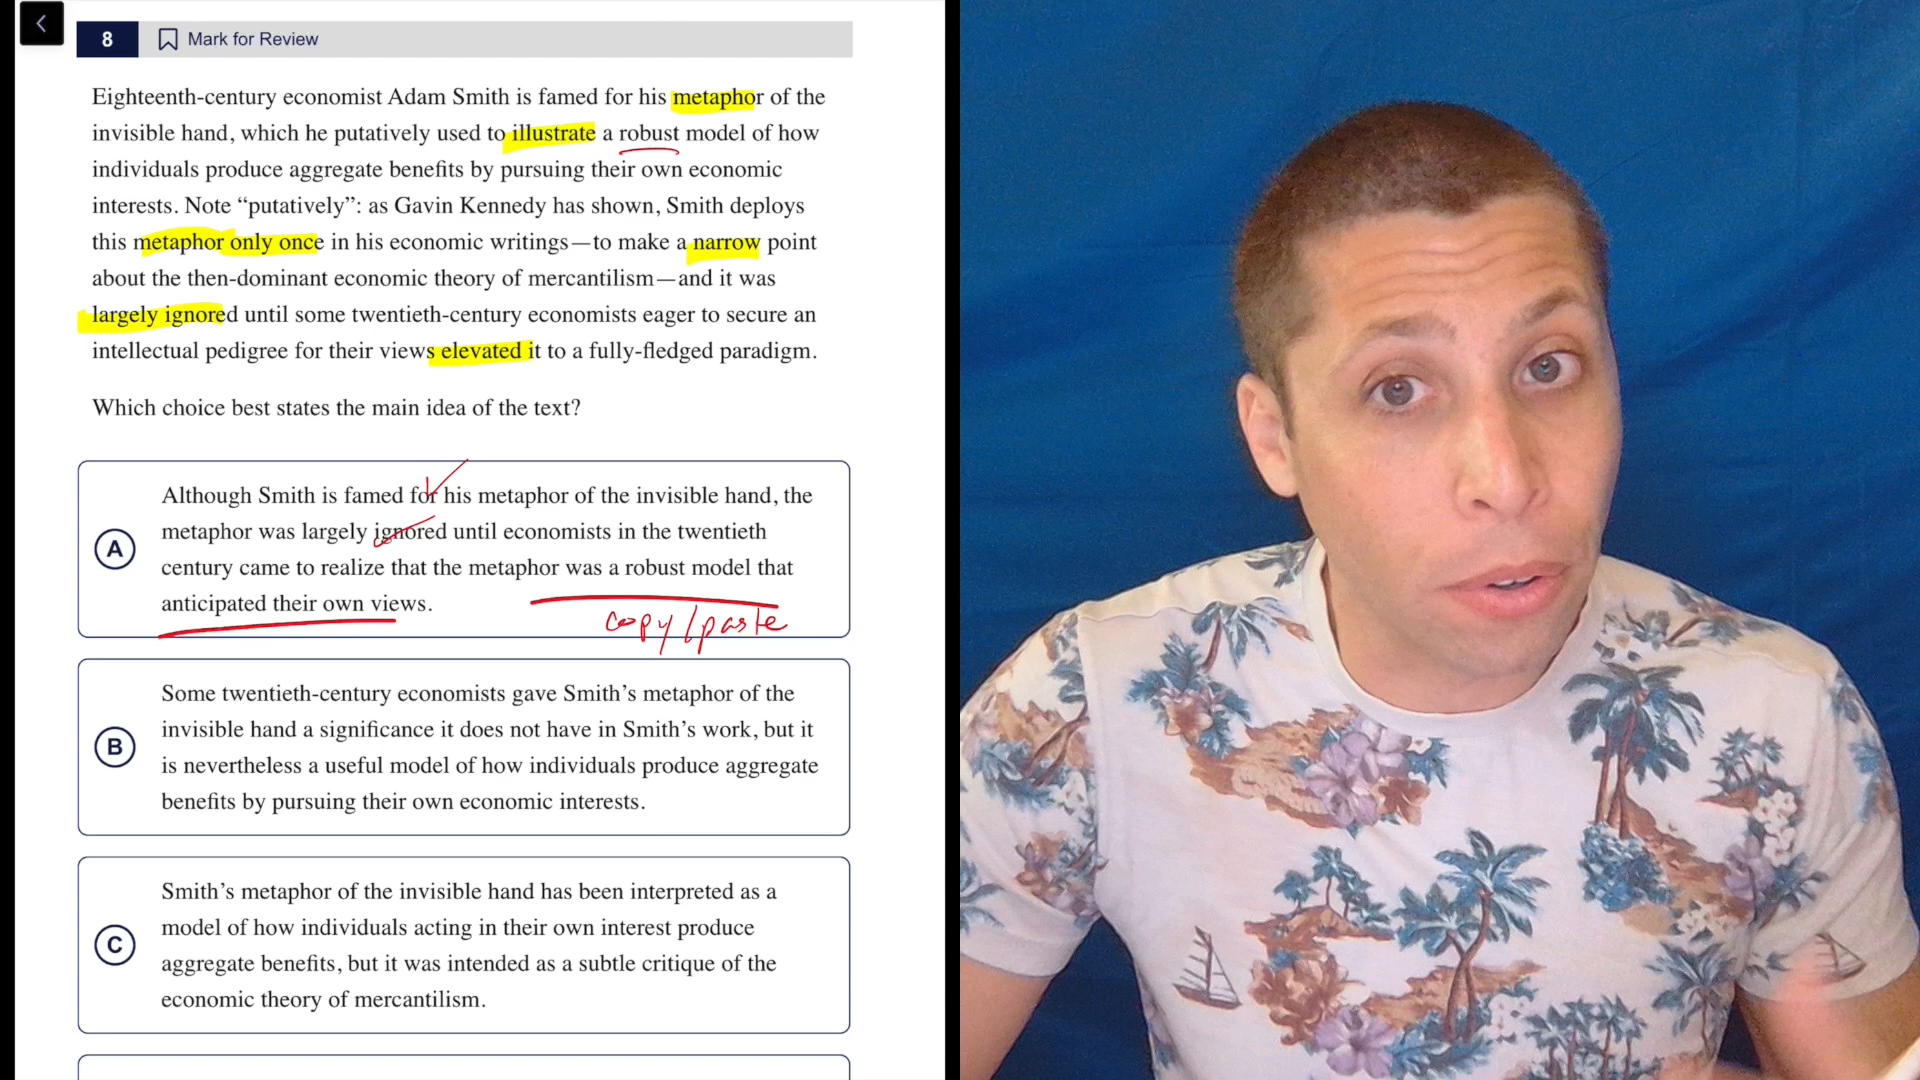 8 Mark for Review
Eighteenth-century economist Adam Smith is famed for his metaphor of the
invisible hand, which he putatively used to illustrate a robust model of how
individuals produce aggregate benefits by pursuing their own economic
interests. Note “putatively”: as Gavin Kennedy has shown, Smith deploys
this metaphor only once in his economic writings—to make a narrow point
about the then-dominant economic theory of mercantilism—and it was
largely ignored until some twentieth-century economists eager to secure an
intellectual pedigree for their views elevated it to a fully-fledged paradigm.
Which choice best states the main idea of the text?
A
Although Smith is famed for his metaphor of the invisible hand, the
metaphor was largely ignored until economists in the twentieth
century came to realize that the metaphor was a robust model that
anticipated their own views.
copy/paste
B
Some twentieth-century economists gave Smith’s metaphor of the
invisible hand a significance it does not have in Smith’s work, but it
is nevertheless a useful model of how individuals produce aggregate
benefits by pursuing their own economic interests.
C
Smith’s metaphor of the invisible hand has been interpreted as a
model of how individuals acting in their own interest produce
aggregate benefits, but it was intended as a subtle critique of the
economic theory of mercantilism.